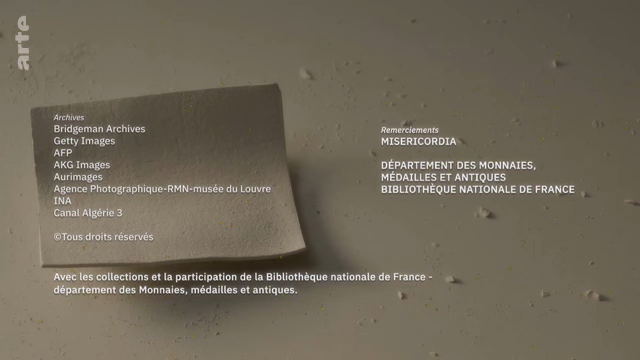 arte
Archives
Bridgeman Archives
Getty Images
AFP
AKG Images
Aurimages
Agence Photographique-RMN-musée du Louvre
INA
Canal Algérie 3
©Tous droits réservés
Remerciements
MISERICORDIA
DÉPARTEMENT DES MONNAIES,
MÉDAILLES ET ANTIQUES
BIBLIOTHÈQUE NATIONALE DE FRANCE
Avec les collections et la participation de la Bibliothèque nationale de France -
département des Monnaies, médailles et antiques.